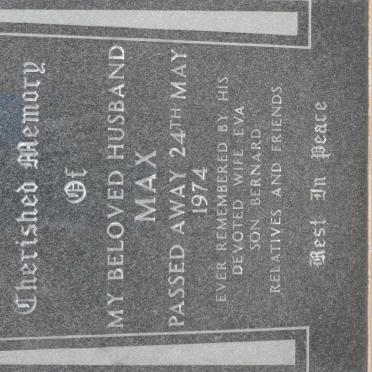 Cherished Memory
Of
MY BELOVED HUSBAND
MAX
PASSED AWAY 24TH MAY
1974
EVER REMEMBERED BY HIS
DEVOTED WIFE EVA
SON BERNARD
RELATIVES AND FRIENDS
Rest In Peace